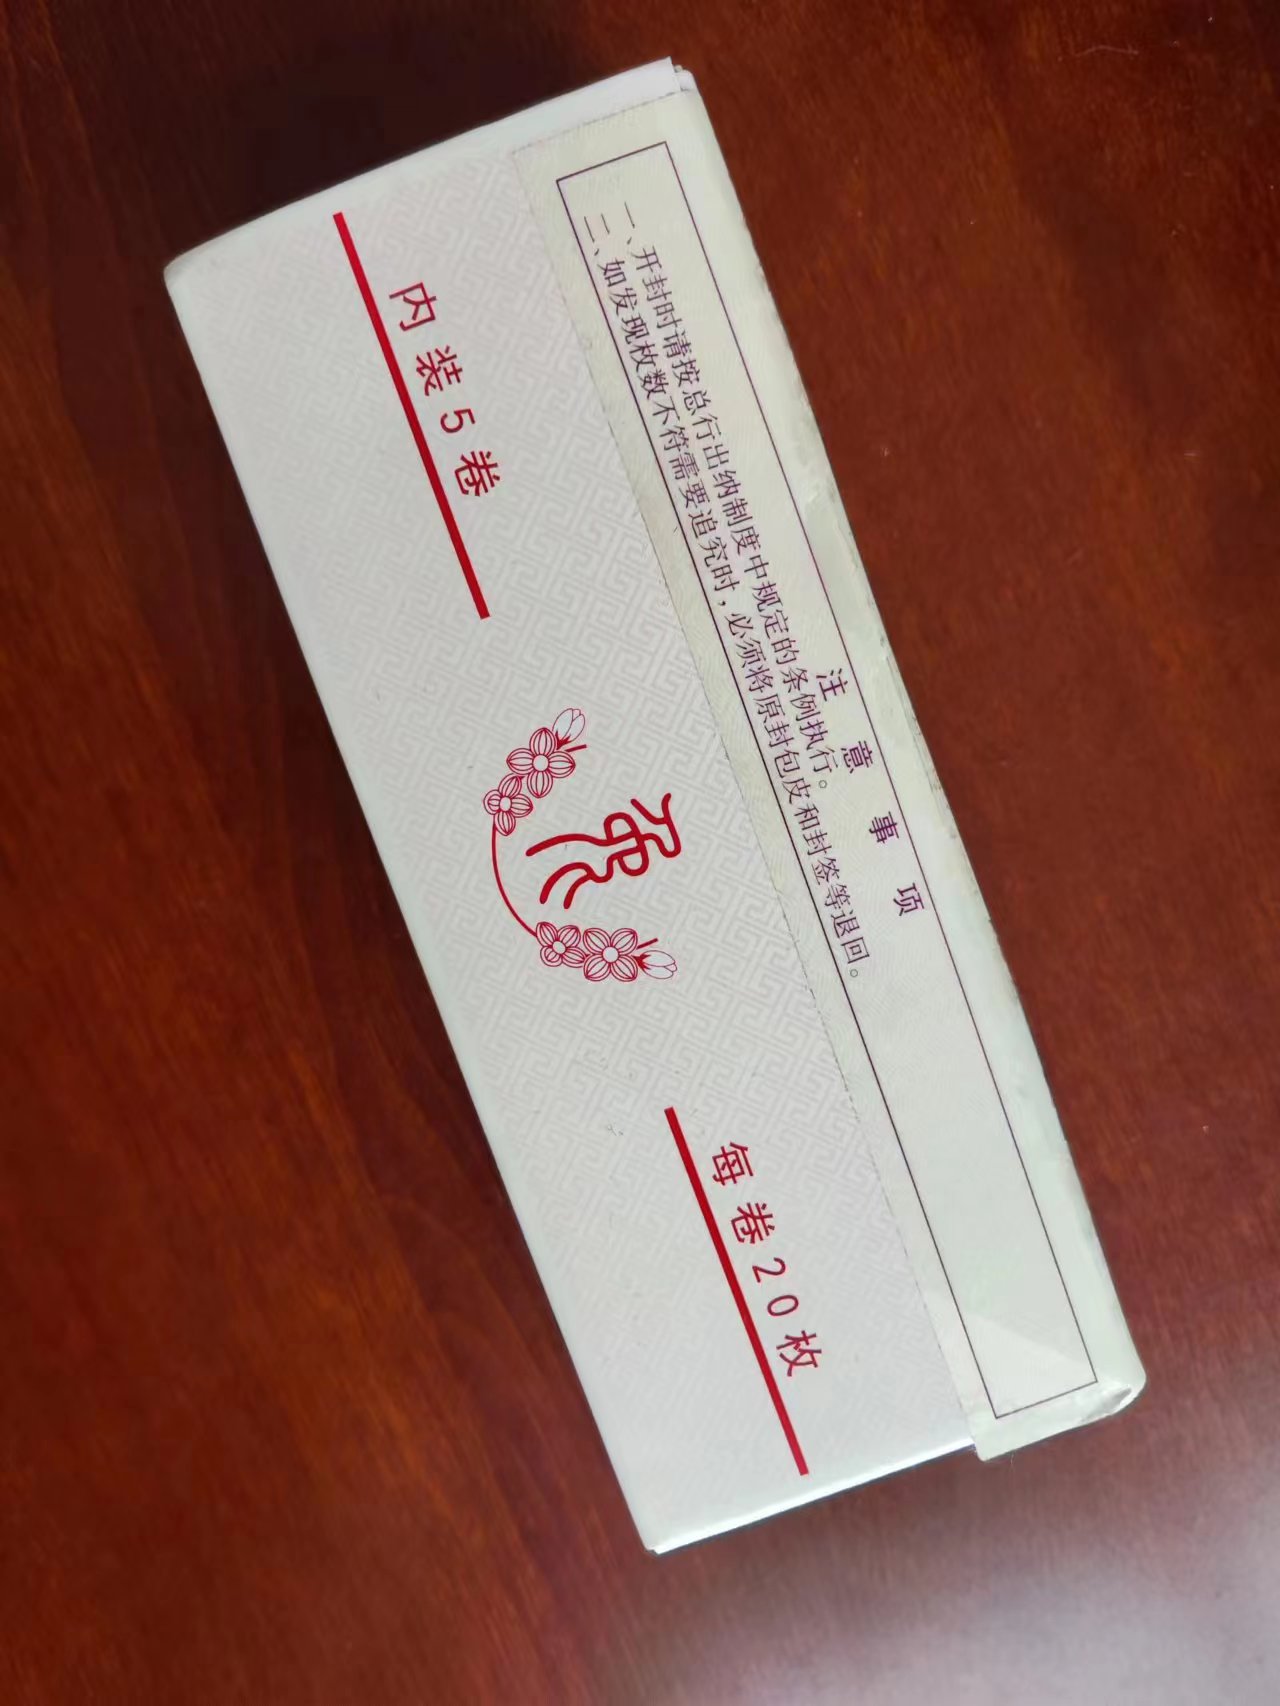 注意事项
一、开封时请按总行出纳制度中规定的条例执行。
二、如发现枚数不符需要追究时，必须将原封包皮和封签等退回。
内装5卷
虎
每卷20枚